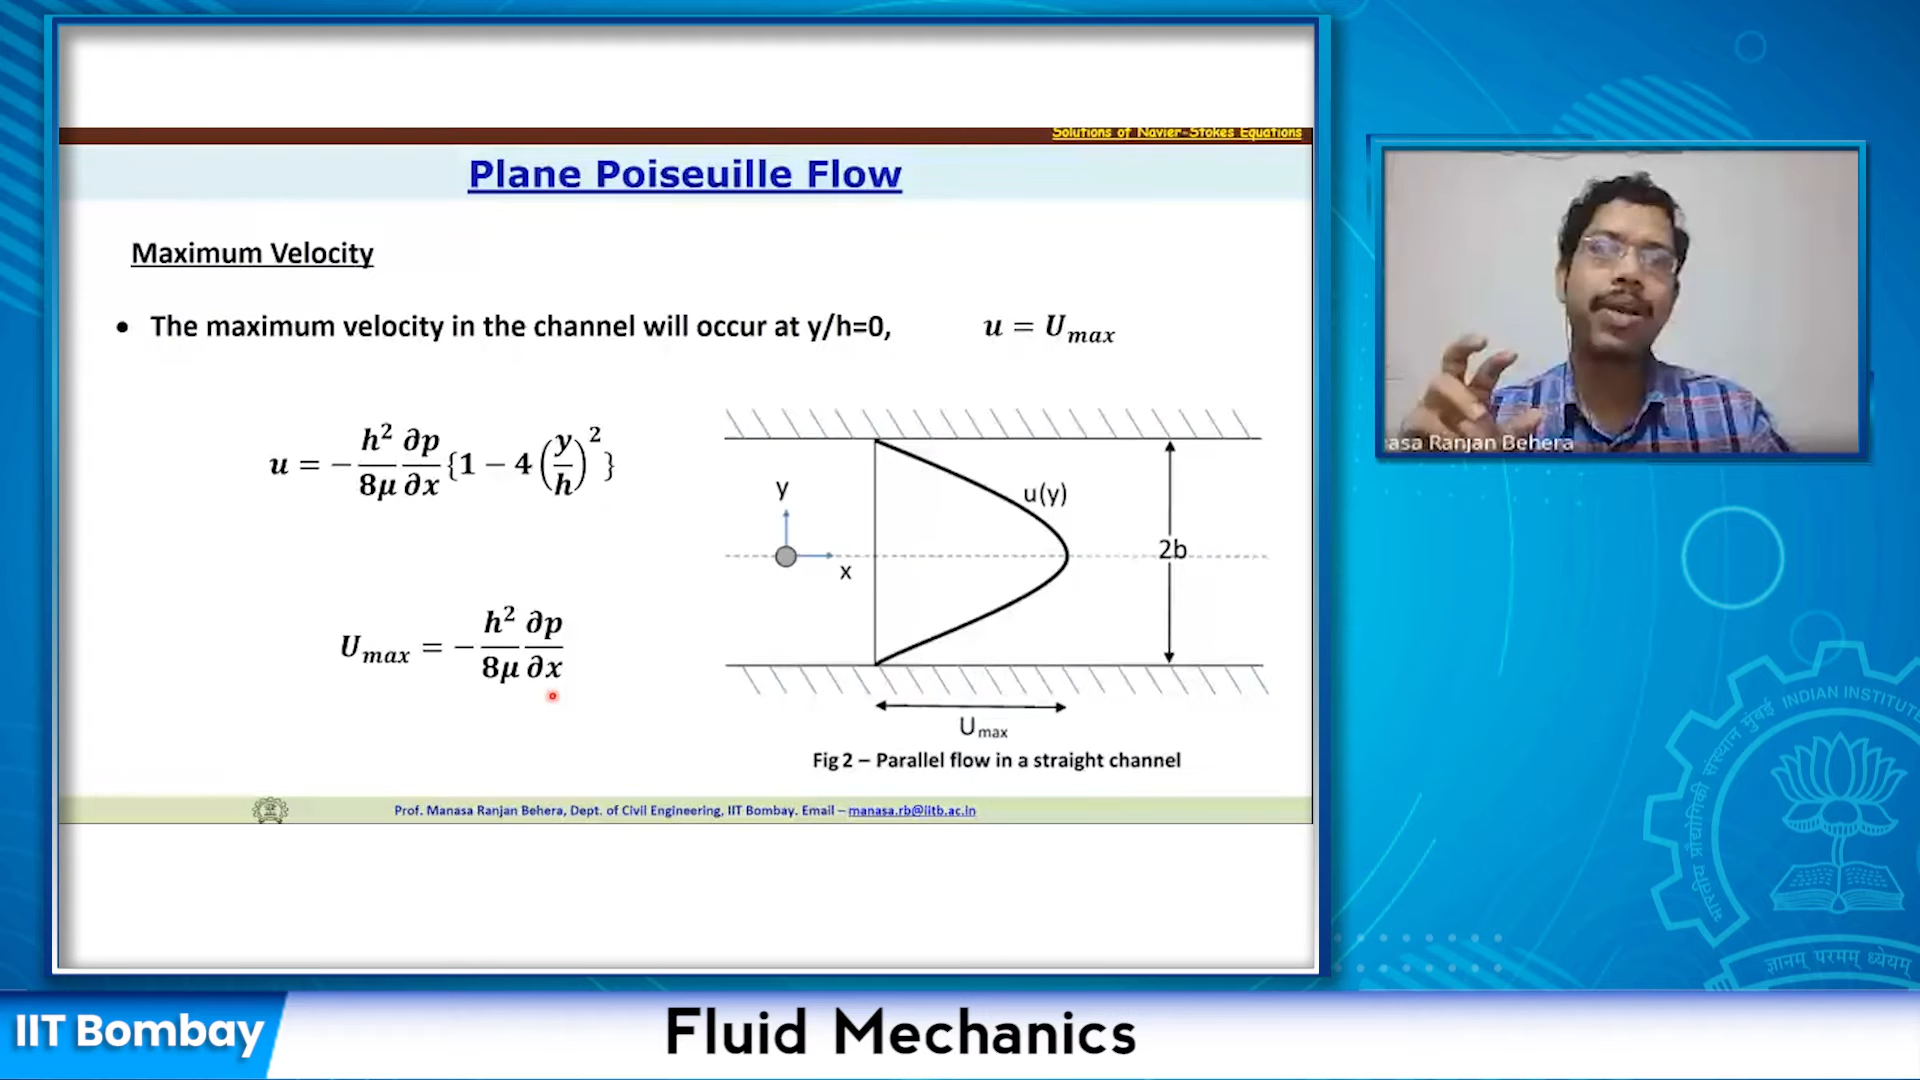 Solutions of Navier-Stokes Equations
Plane Poiseuille Flow
Maximum Velocity
• The maximum velocity in the channel will occur at y/h=0, u = U_max
u = −h²/8μ ∂p/∂x {1 − 4(y/h)²}
U_max = −h²/8μ ∂p/∂x
y
x
u(y)
2b
U_max
Fig 2 – Parallel flow in a straight channel
Prof. Manasa Ranjan Behera, Dept. of Civil Engineering, IIT Bombay. Email – manasa.rb@iitb.ac.in
asa Ranjan Behera
भारतीय प्रौद्योगिकी संस्थान मुंबई
INDIAN INSTITUTE
ज्ञानम् परमम् ध्येयम्
IIT Bombay
Fluid Mechanics